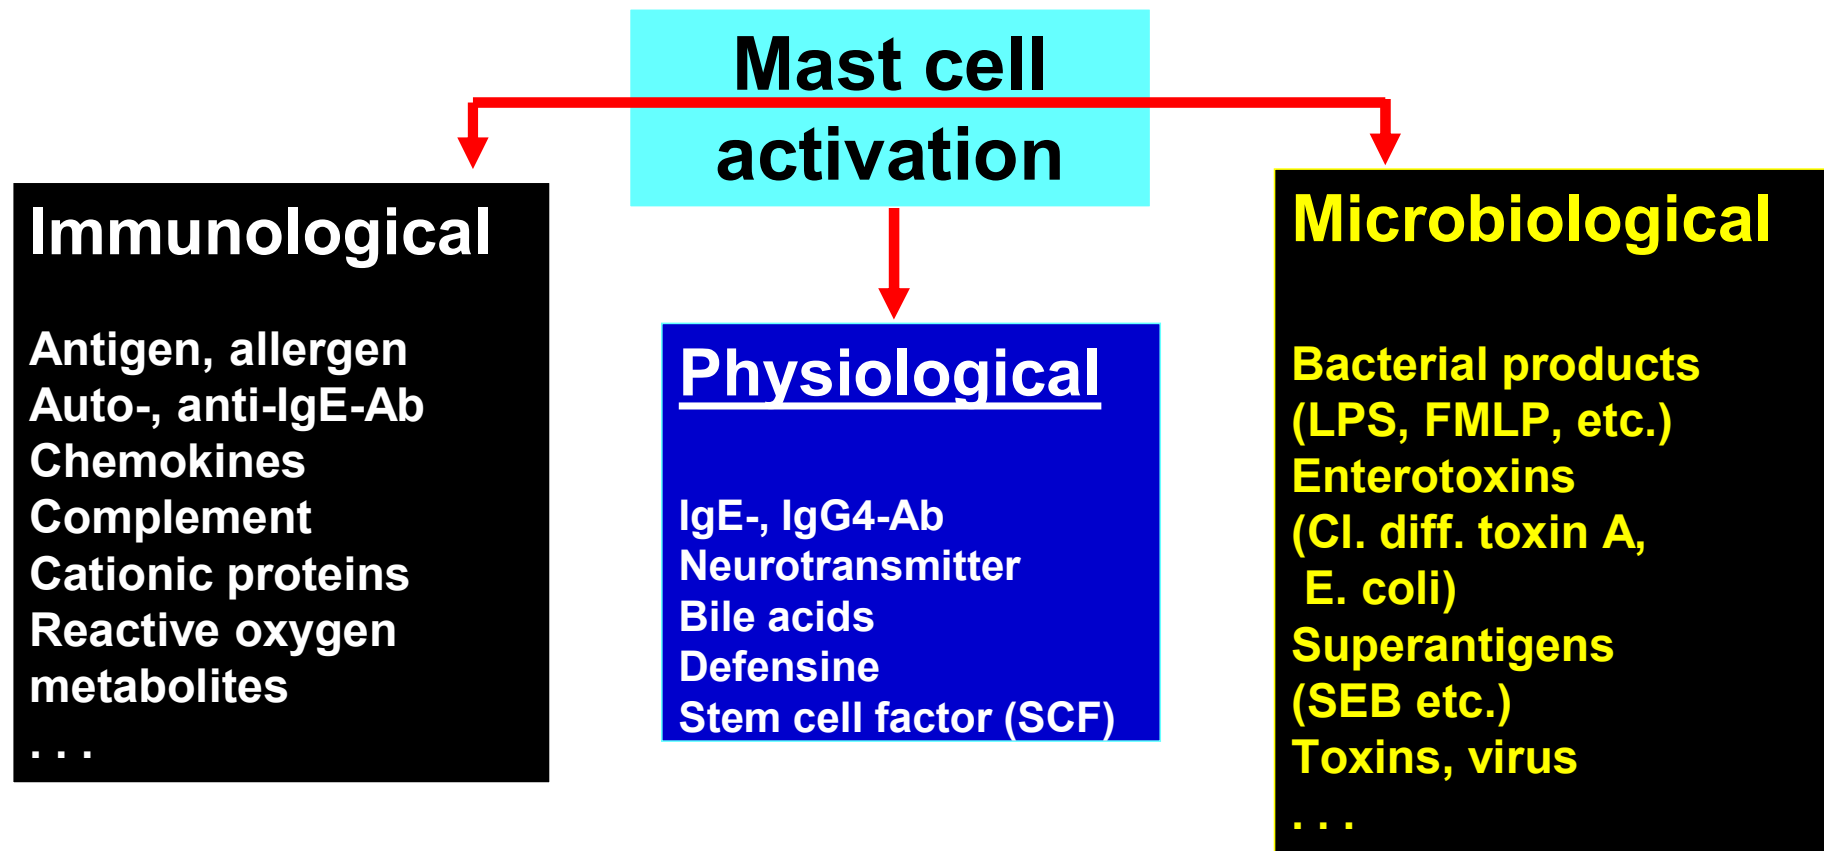 Mast cell
activation
Immunological
Antigen, allergen
Auto-, anti-IgE-Ab
Chemokines
Complement
Cationic proteins
Reactive oxygen
metabolites
. . .
Physiological
IgE-, IgG4-Ab
Neurotransmitter
Bile acids
Defensine
Stem cell factor (SCF)
Microbiological
Bacterial products
(LPS, FMLP, etc.)
Enterotoxins
(Cl. diff. toxin A,
E. coli)
Superantigens
(SEB etc.)
Toxins, virus
. . .